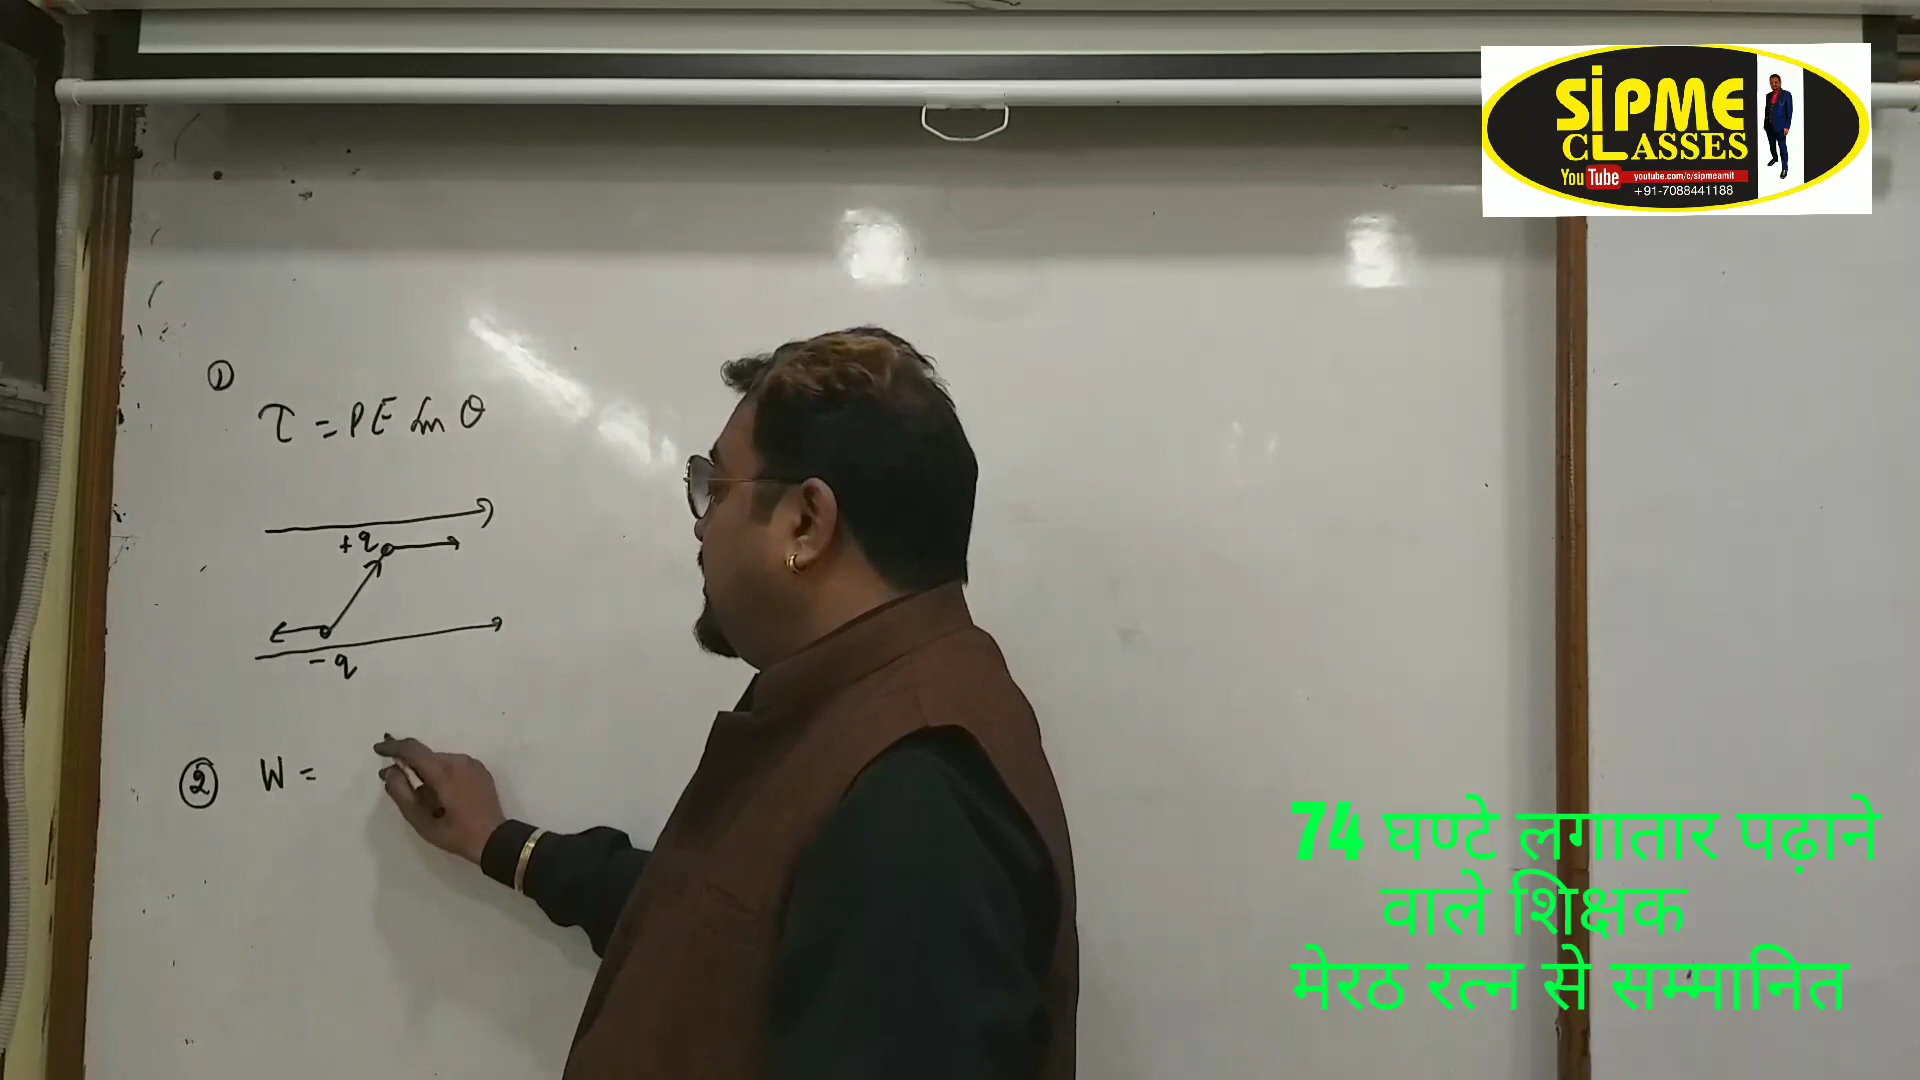 SiPME
CLASSES
You Tube youtube.com/c/sipmeamit
+91-7088441188
①
τ = PE sin θ
+q
-q
② W =
74 घण्टे लगातार पढ़ाने
वाले शिक्षक
मेरठ रत्न से सम्मानित